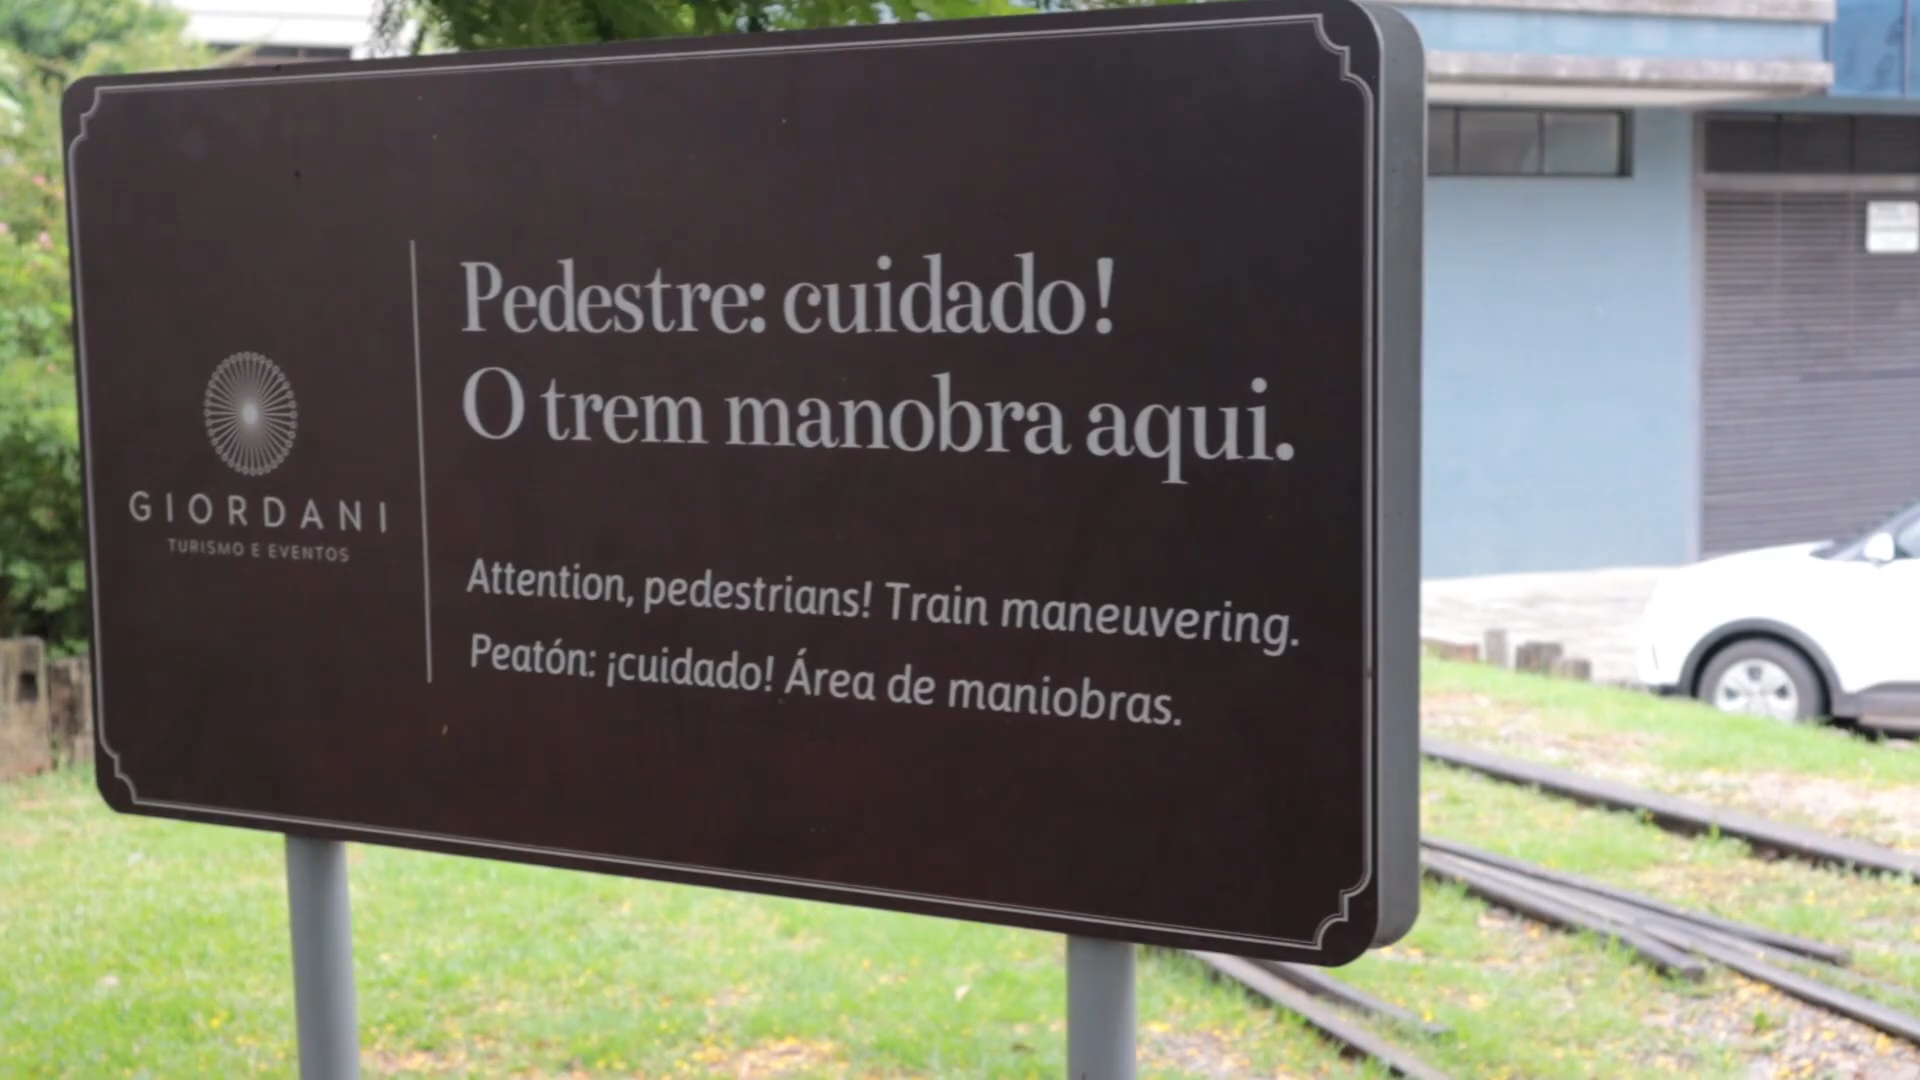 GIORDANI
TURISMO E EVENTOS
Pedestre: cuidado!
O trem manobra aqui.
Attention, pedestrians! Train maneuvering.
Peatón: ¡cuidado! Área de maniobras.